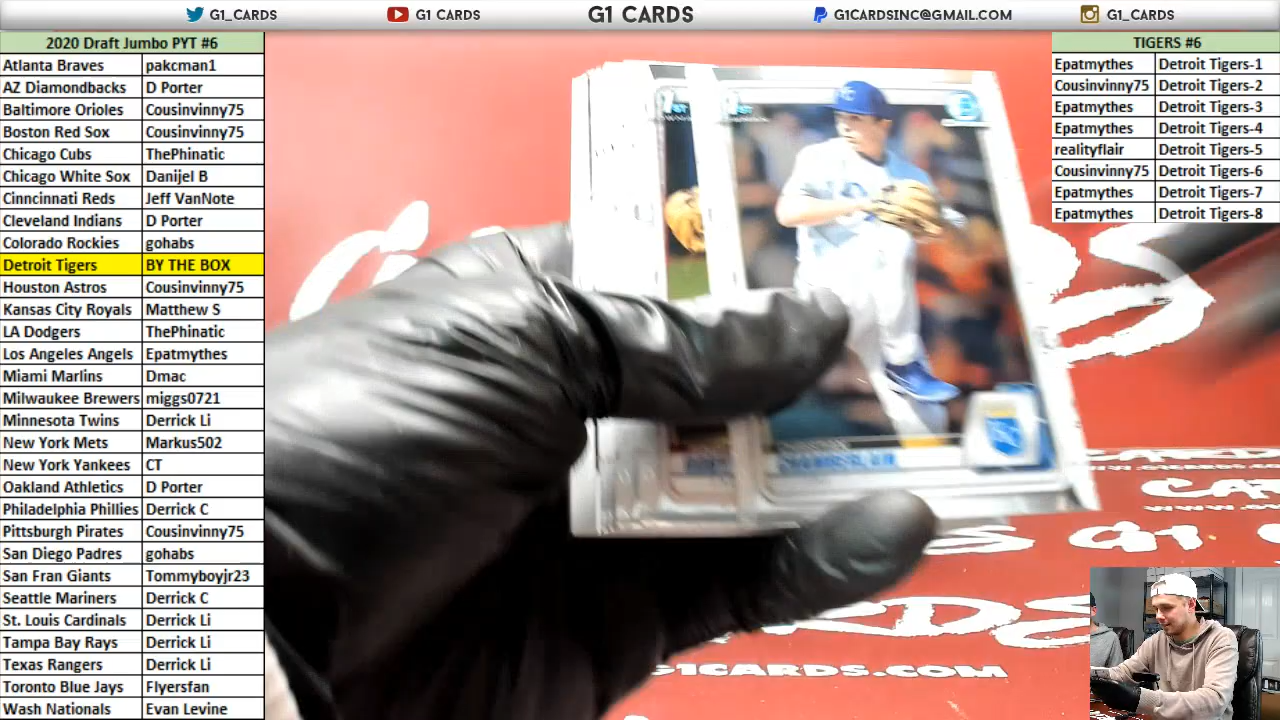 G1_CARDS G1 CARDS G1 CARDS G1CARDSINC@GMAIL.COM G1_CARDS
2020 Draft Jumbo PYT #6
Atlanta Braves pakcman1
AZ Diamondbacks D Porter
Baltimore Orioles Cousinvinny75
Boston Red Sox Cousinvinny75
Chicago Cubs ThePhinatic
Chicago White Sox Danijel B
Cinncinnati Reds Jeff VanNote
Cleveland Indians D Porter
Colorado Rockies gohabs
Detroit Tigers BY THE BOX
Houston Astros Cousinvinny75
Kansas City Royals Matthew S
LA Dodgers ThePhinatic
Los Angeles Angels Epatmythes
Miami Marlins Dmac
Milwaukee Brewers miggs0721
Minnesota Twins Derrick Li
New York Mets Markus502
New York Yankees CT
Oakland Athletics D Porter
Philadelphia Phillies Derrick C
Pittsburgh Pirates Cousinvinny75
San Diego Padres gohabs
San Fran Giants Tommyboyjr23
Seattle Mariners Derrick C
St. Louis Cardinals Derrick Li
Tampa Bay Rays Derrick Li
Texas Rangers Derrick Li
Toronto Blue Jays Flyersfan
Wash Nationals Evan Levine
TIGERS #6
Epatmythes Detroit Tigers-1
Cousinvinny75 Detroit Tigers-2
Epatmythes Detroit Tigers-3
Epatmythes Detroit Tigers-4
realityflair Detroit Tigers-5
Cousinvinny75 Detroit Tigers-6
Epatmythes Detroit Tigers-7
Epatmythes Detroit Tigers-8
G1CARDS.COM